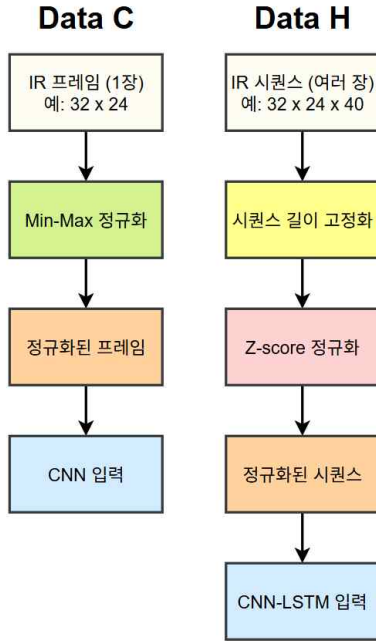 Data C
IR 프레임 (1장)
예: 32 x 24
Min-Max 정규화
정규화된 프레임
CNN 입력
Data H
IR 시퀀스 (여러 장)
예: 32 x 24 x 40
시퀀스 길이 고정화
Z-score 정규화
정규화된 시퀀스
CNN-LSTM 입력